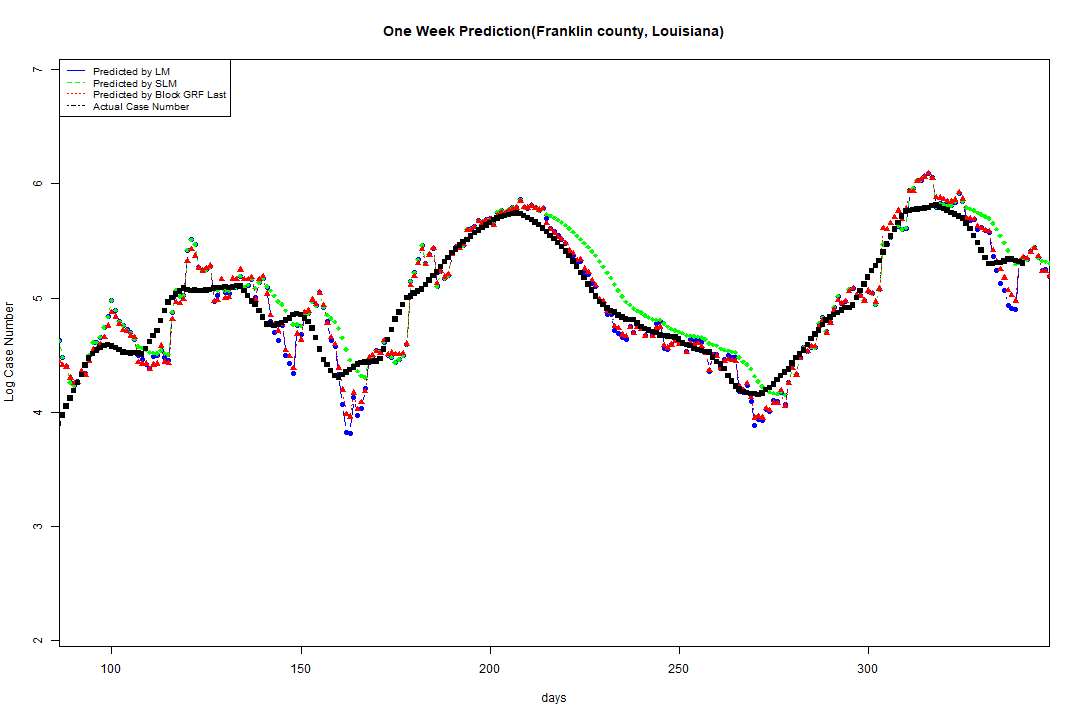 One Week Prediction(Franklin county, Louisiana)
7
Predicted by LM
Predicted by SLM
Predicted by Block GRF Last
Actual Case Number
6
5
4
3
2
Log Case Number
100 150 200 250 300
days